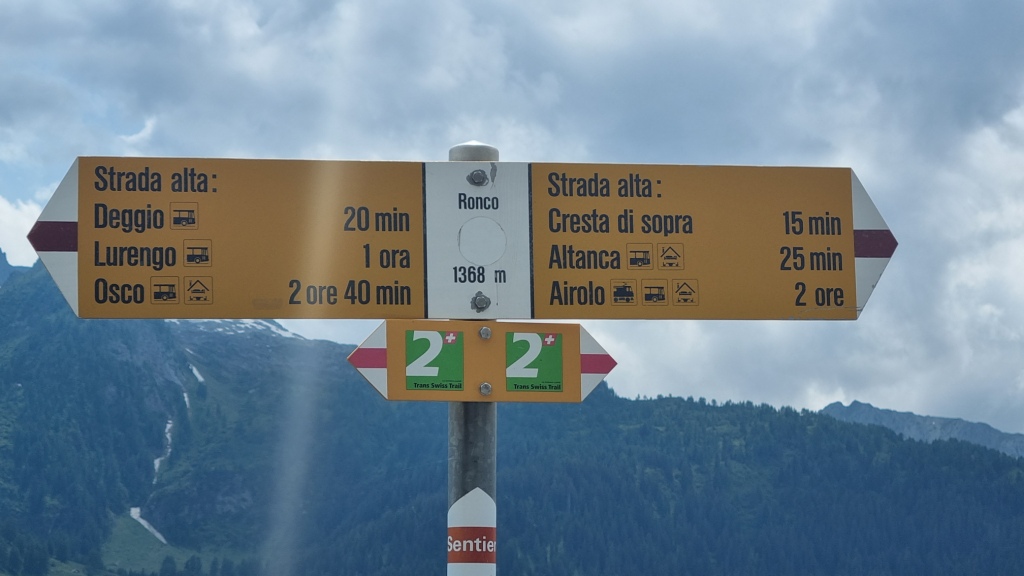 Strada alta:
Deggio 20 min
Lurengo 1 ora
Osco 2 ore 40 min
Ronco
1368 m
Strada alta:
Cresta di sopra 15 min
Altanca 25 min
Airolo 2 ore
2
Trans Swiss Trail
2
Trans Swiss Trail
Sentier